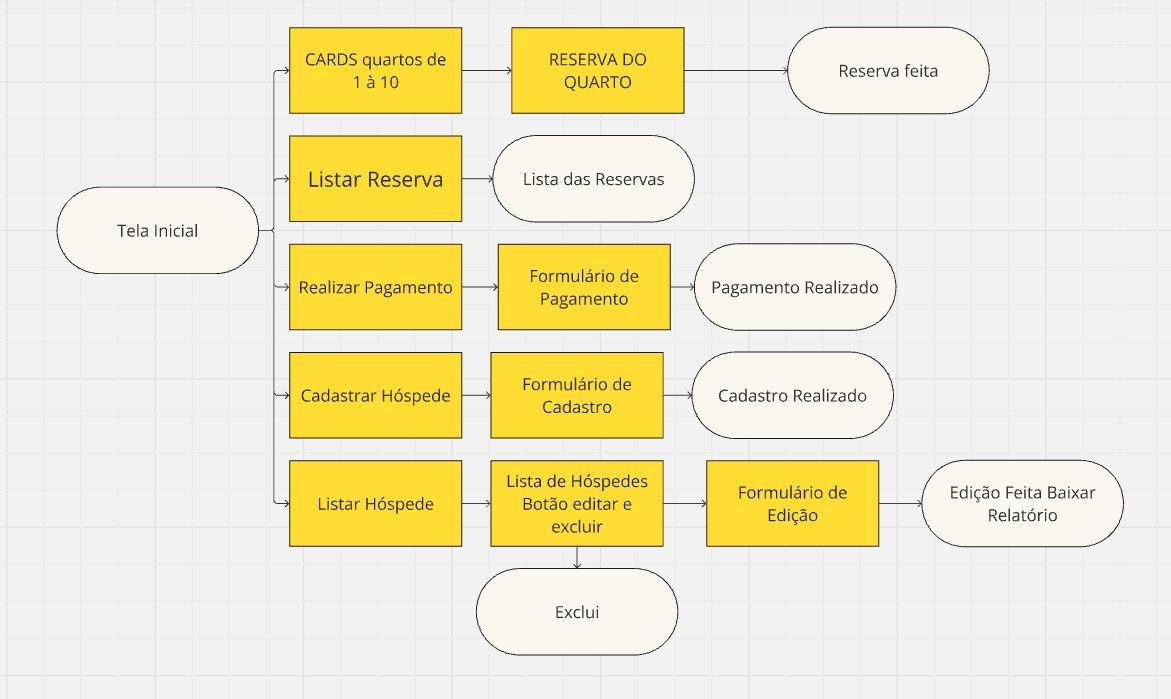 CARDS quartos de
1 à 10
RESERVA DO
QUARTO
Reserva feita
Listar Reserva
Lista das Reservas
Tela Inicial
Realizar Pagamento
Formulário de
Pagamento
Pagamento Realizado
Cadastrar Hóspede
Formulário de
Cadastro
Cadastro Realizado
Listar Hóspede
Lista de Hóspedes
Botão editar e
excluir
Formulário de
Edição
Edição Feita Baixar
Relatório
Exclui